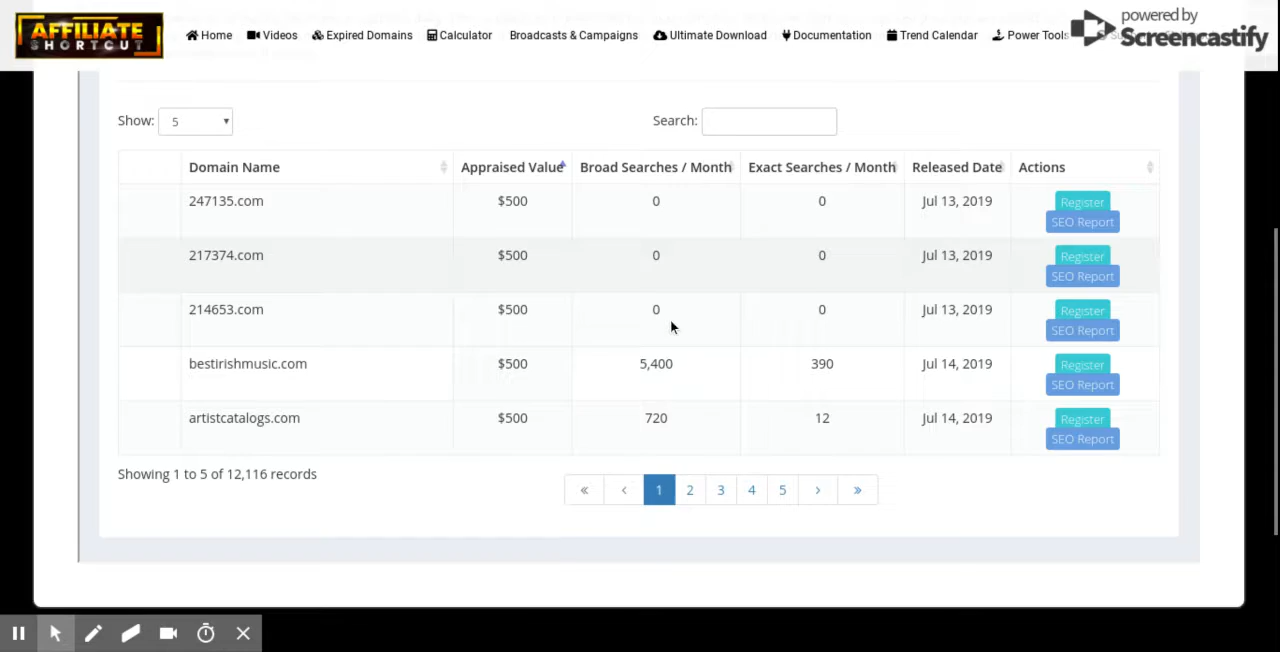 AFFILIATE
SHORTCUT
Home Videos Expired Domains Calculator Broadcasts & Campaigns Ultimate Download Documentation Trend Calendar Power Tools
powered by
Screencastify
Show: 5 Search:
Domain Name Appraised Value Broad Searches / Month Exact Searches / Month Released Date Actions
247135.com $500 0 0 Jul 13, 2019 Register
SEO Report
217374.com $500 0 0 Jul 13, 2019 Register
SEO Report
214653.com $500 0 0 Jul 13, 2019 Register
SEO Report
bestirishmusic.com $500 5,400 390 Jul 14, 2019 Register
SEO Report
artistcatalogs.com $500 720 12 Jul 14, 2019 Register
SEO Report
Showing 1 to 5 of 12,116 records
« ‹ 1 2 3 4 5 › »